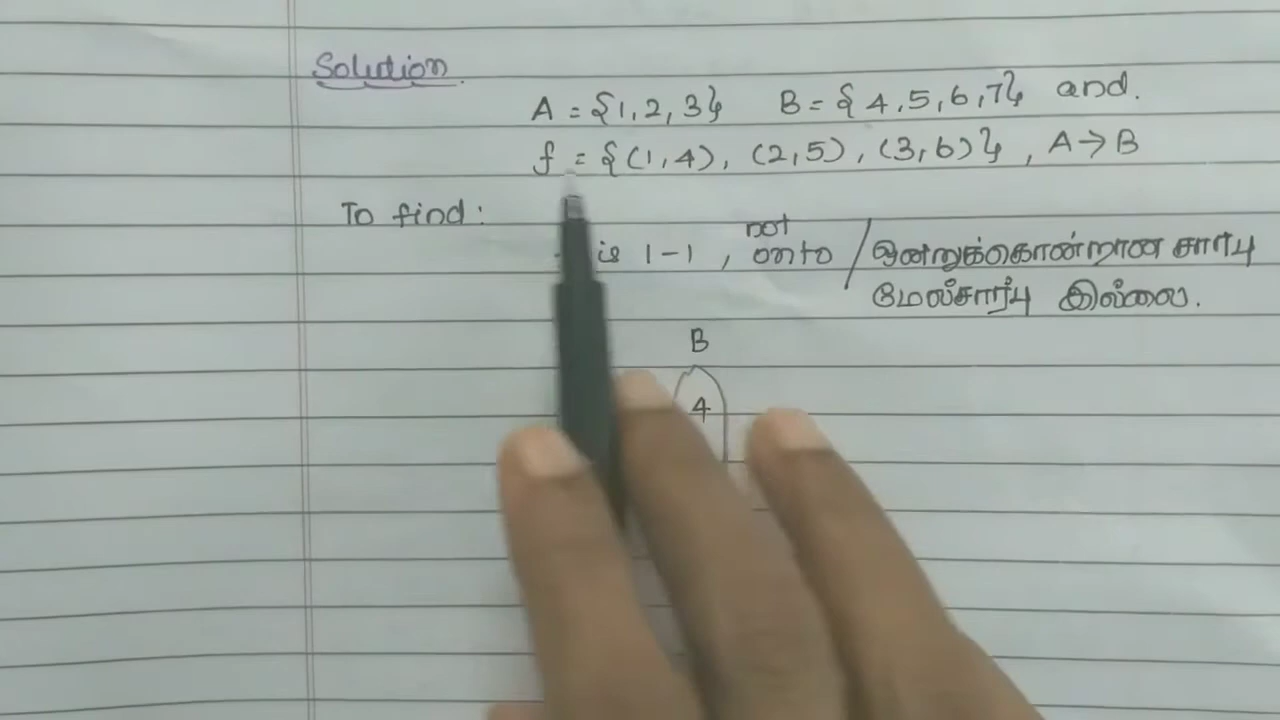 Solution
A = {1, 2, 3} B = { 4, 5, 6, 7} and.
f = {(1, 4), (2, 5), (3, 6)}, A → B
To find :
is 1-1, not onto / ஒன்றுக்கொன்றான சார்பு
மேல்சார்பு இல்லை.
B
4